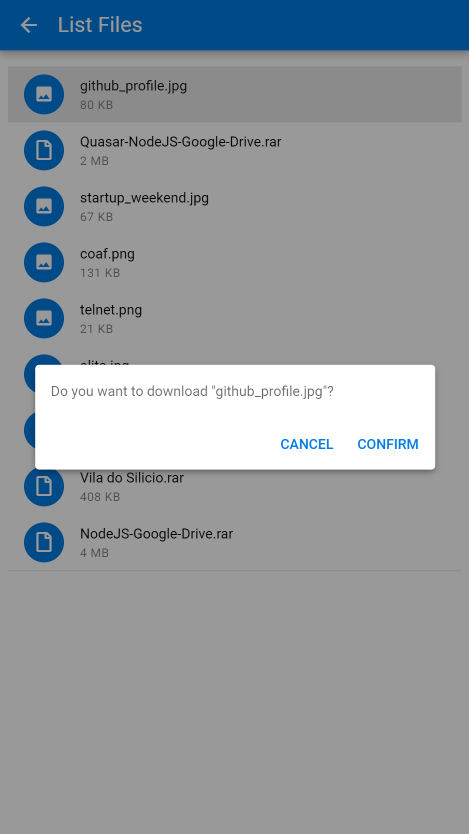 List Files
github_profile.jpg
80 KB
Quasar-NodeJS-Google-Drive.rar
2 MB
startup_weekend.jpg
67 KB
coaf.png
131 KB
telnet.png
21 KB
Do you want to download "github_profile.jpg"?
CANCEL CONFIRM
Vila do Silicio.rar
408 KB
NodeJS-Google-Drive.rar
4 MB